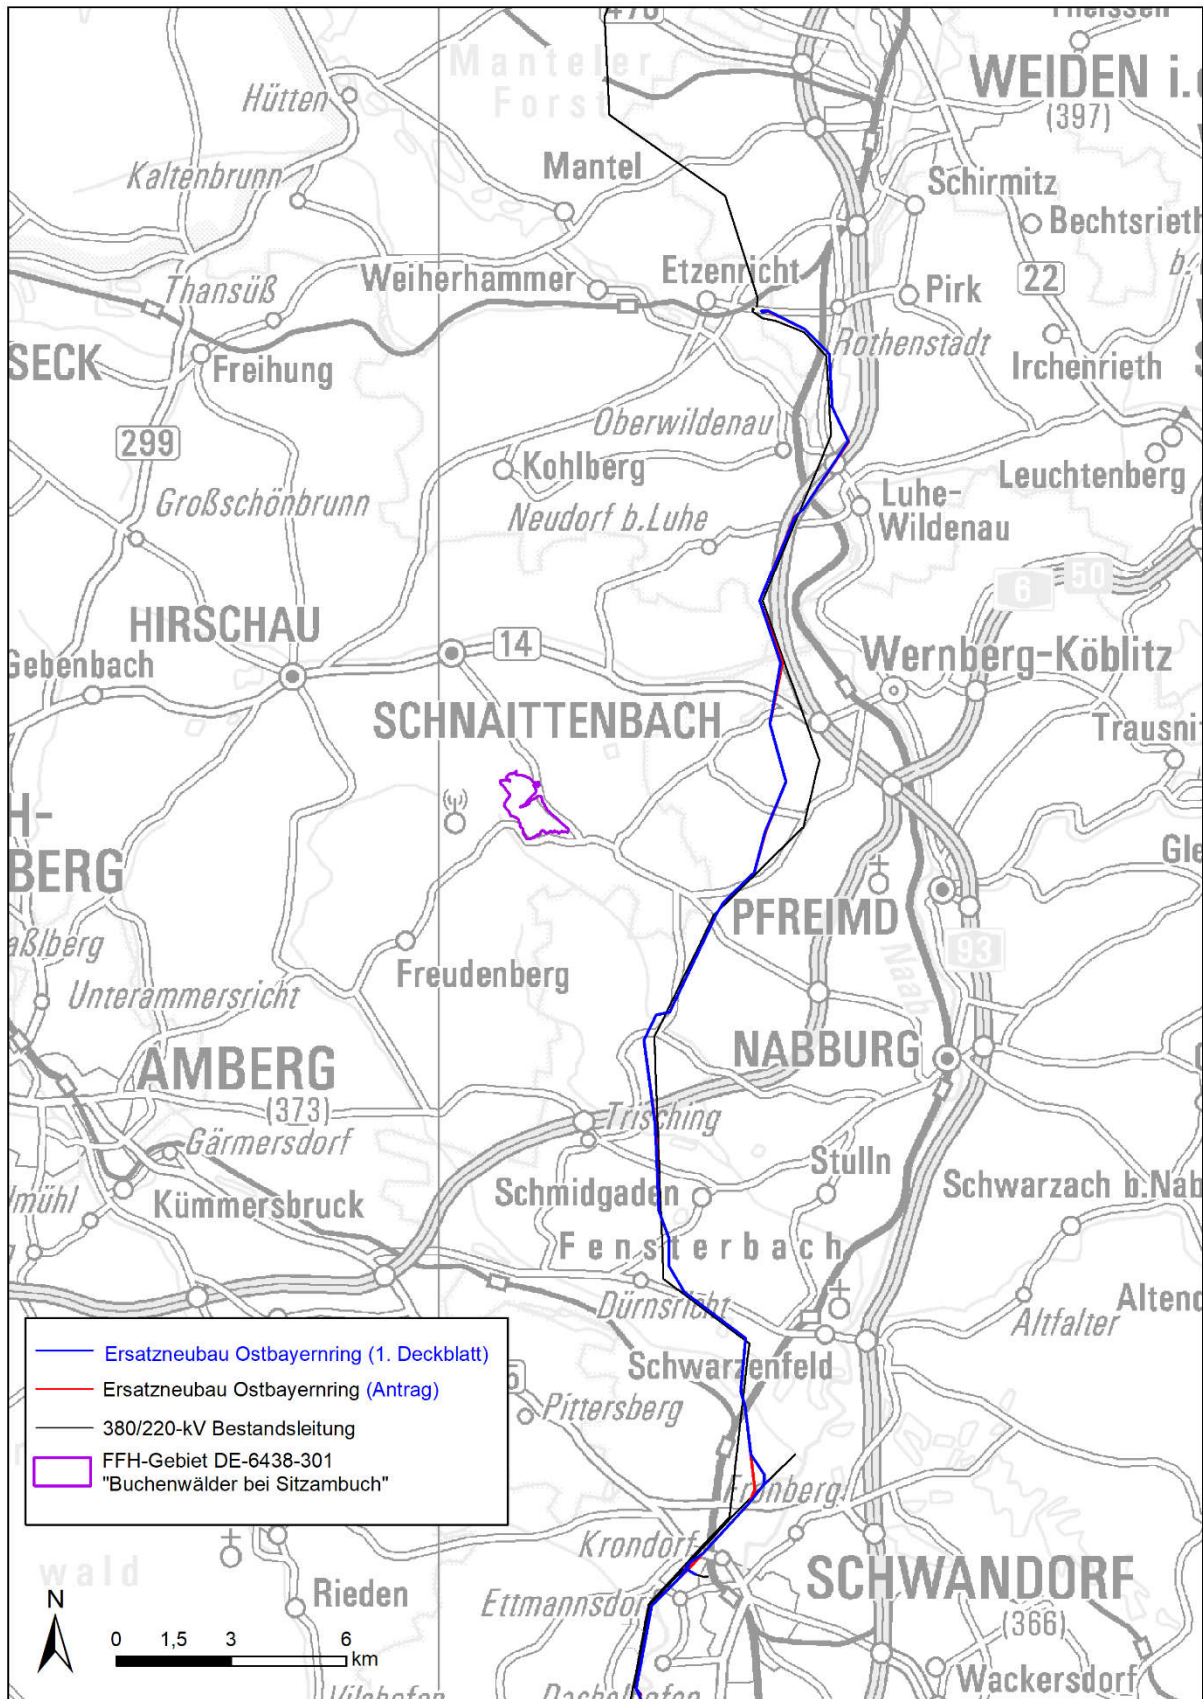 470
Manteler
Forst
WEIDEN i.
(397)
Hütten
Mantel
Kaltenbrunn
Schirmitz
Bechtsrieth
Etzenricht
Weiherhammer
22
Thansüß
Pirk
Rothenstadt
SECK
Freihung
Irchenrieth
299
Oberwildenau
Kohlberg
Leuchtenberg
Großschönbrunn
Neudorf b.Luhe
Luhe-
Wildenau
6
50
HIRSCHAU
14
Gebenbach
Wernberg-Köblitz
SCHNAITTENBACH
Trausni
H-
BERG
Gle
PFREIMD
Naab
93
Freudenberg
Unterammersricht
NABBURG
AMBERG
(373)
Trisching
Gärmersdorf
Stulln
Schmidgaden
Schwarzach b.Nab
Kümmersbruck
Fensterbach
Dürnsricht
Altfalter
Altend
Schwarzenfeld
Pittersberg
Ersatzneubau Ostbayernring (1. Deckblatt)
Ersatzneubau Ostbayernring (Antrag)
380/220-kV Bestandsleitung
FFH-Gebiet DE-6438-301
"Buchenwälder bei Sitzambuch"
Fronberg
Krondorf
wald
SCHWANDORF
(366)
Rieden
Ettmannsdorf
N
0 1,5 3 6
km
Wackersdorf